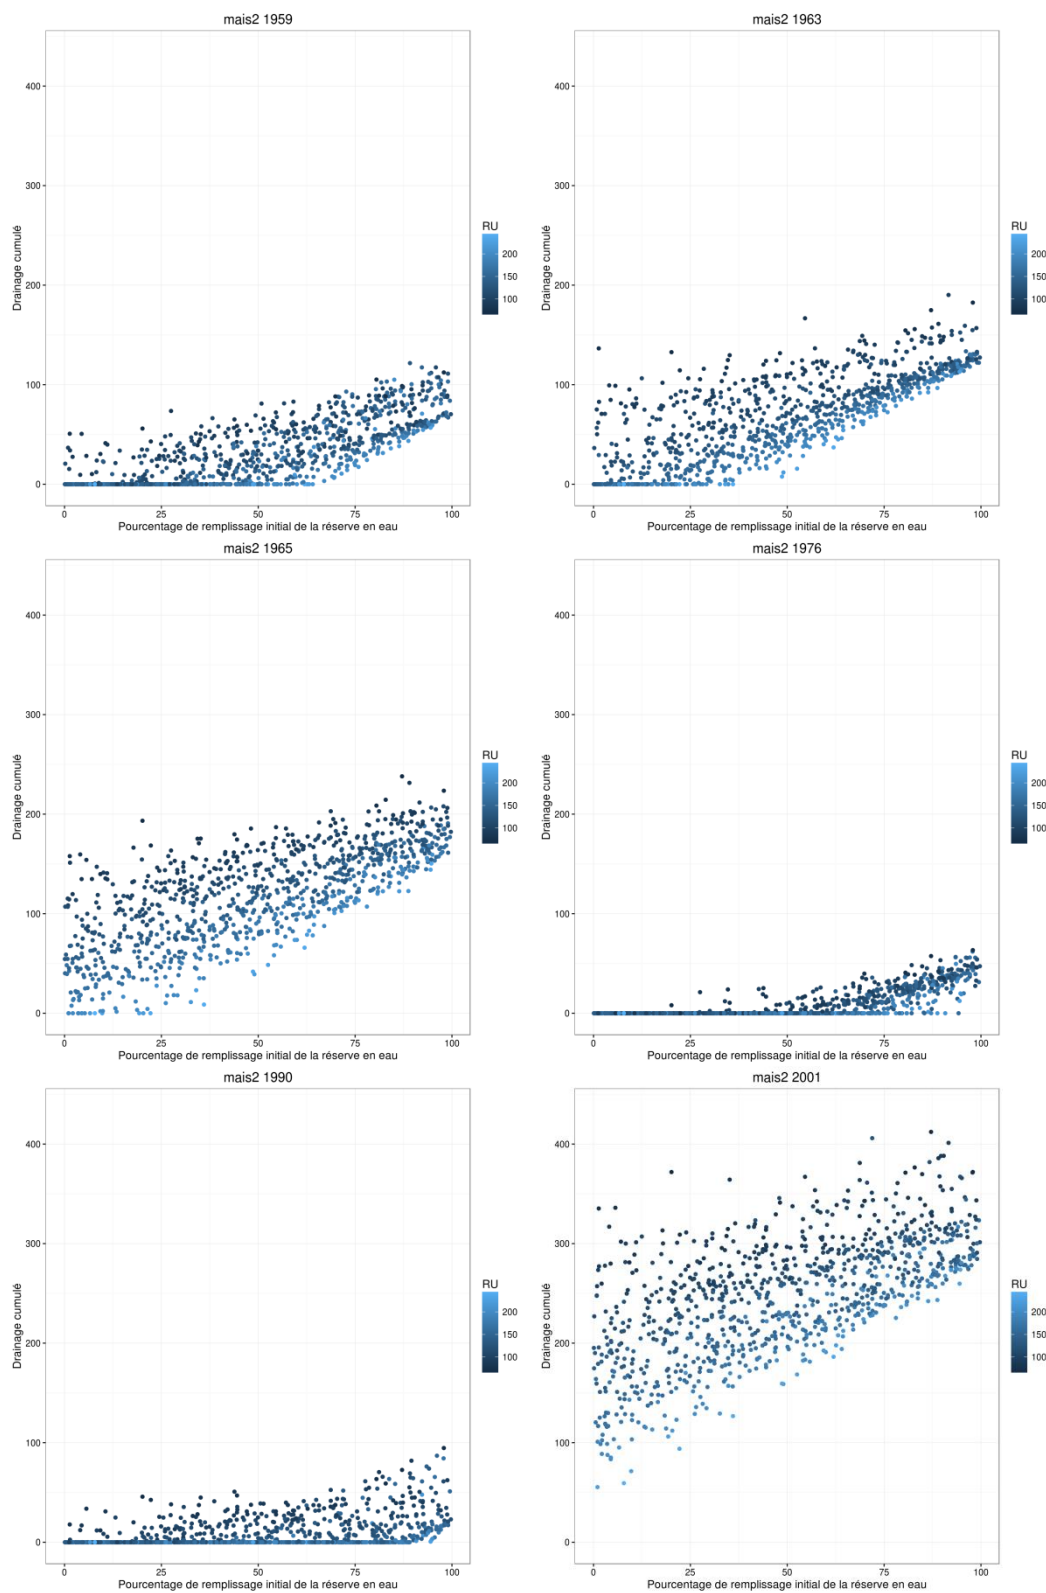 mais2 1959
400
300
200
100
0
Drainage cumulé
0 25 50 75 100
Pourcentage de remplissage initial de la réserve en eau
RU
200
150
100
mais2 1963
400
300
200
100
0
Drainage cumulé
0 25 50 75 100
Pourcentage de remplissage initial de la réserve en eau
RU
200
150
100
mais2 1965
400
300
200
100
0
Drainage cumulé
0 25 50 75 100
Pourcentage de remplissage initial de la réserve en eau
RU
200
150
100
mais2 1976
400
300
200
100
0
Drainage cumulé
0 25 50 75 100
Pourcentage de remplissage initial de la réserve en eau
RU
200
150
100
mais2 1990
400
300
200
100
0
Drainage cumulé
0 25 50 75 100
Pourcentage de remplissage initial de la réserve en eau
RU
200
150
100
mais2 2001
400
300
200
100
0
Drainage cumulé
0 25 50 75 100
Pourcentage de remplissage initial de la réserve en eau
RU
200
150
100